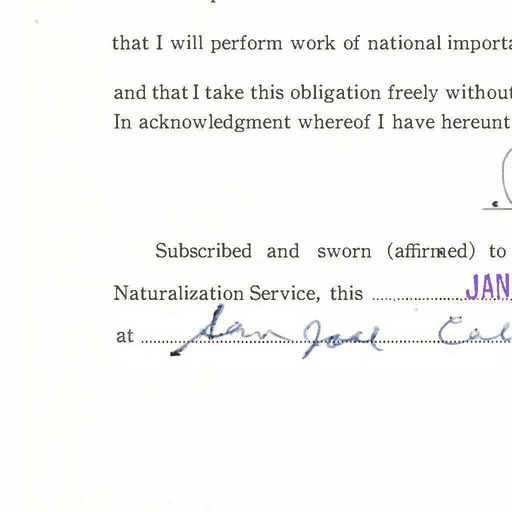 that I will perform work of national importa
and that I take this obligation freely without
In acknowledgment whereof I have hereunt
Subscribed and sworn (affirmed) to
Naturalization Service, this JAN
at San Jose Cal